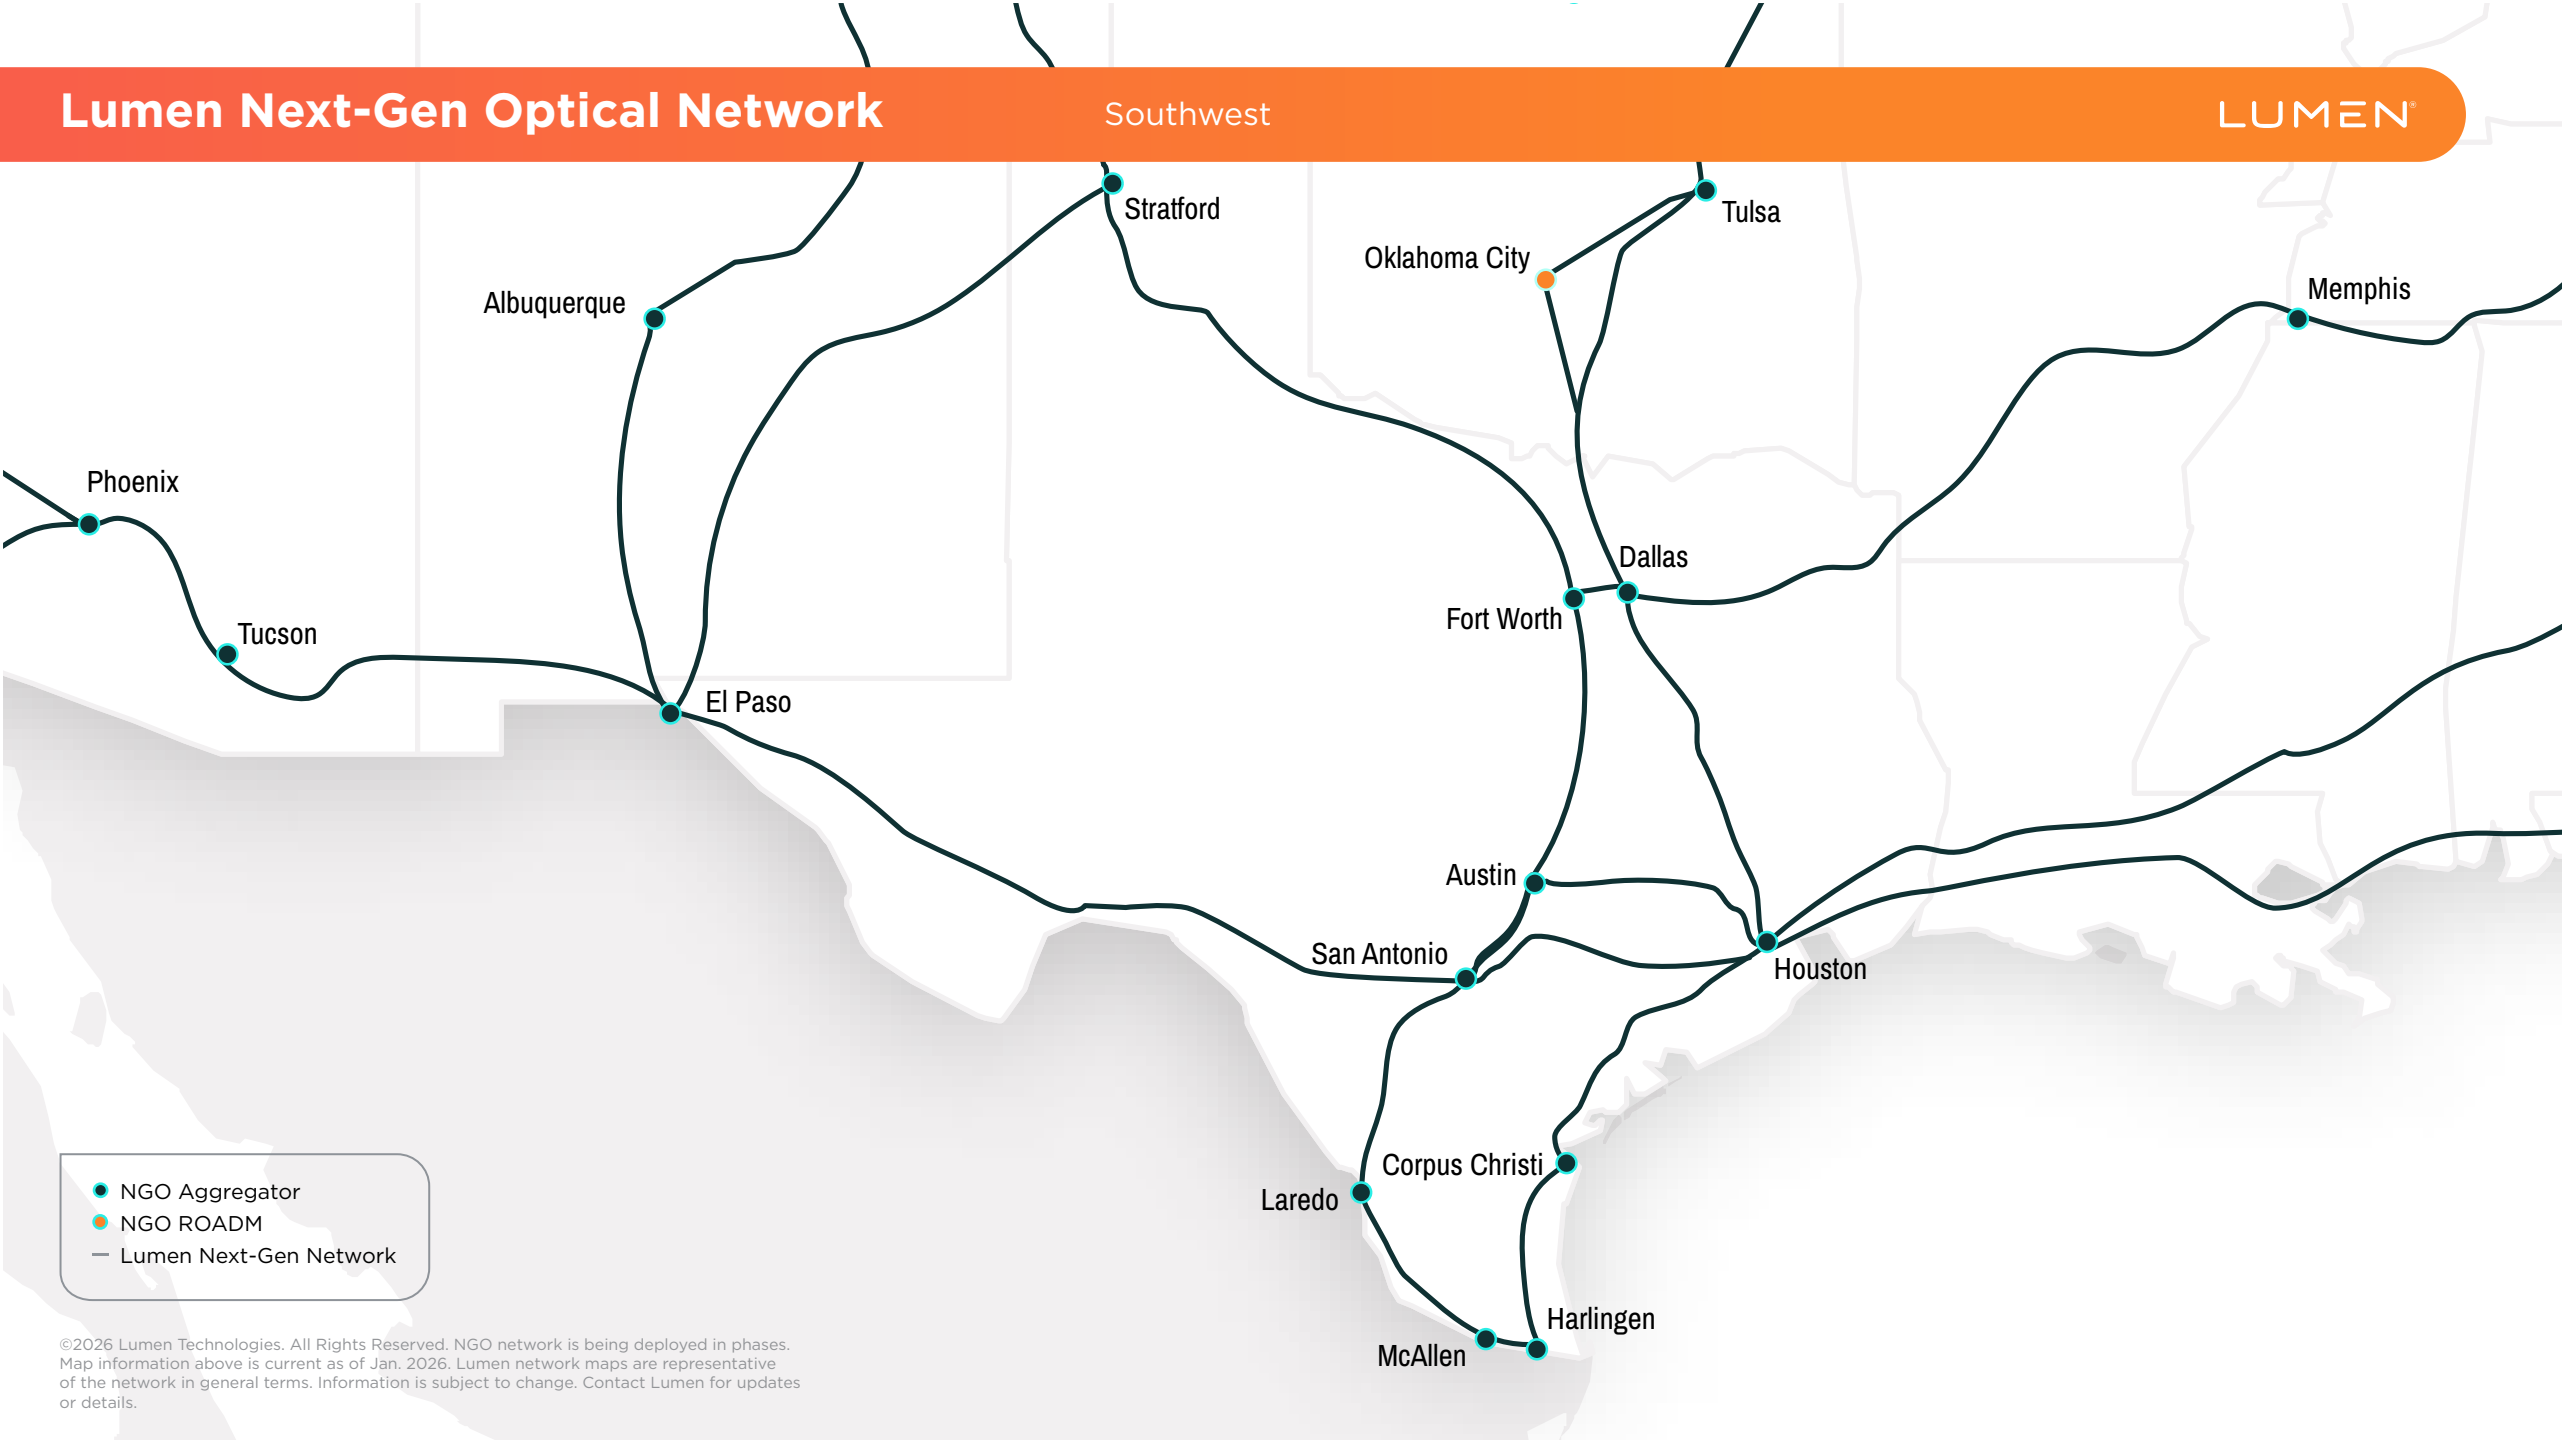 Lumen Next-Gen Optical Network
Southwest
LUMEN®
Stratford
Tulsa
Oklahoma City
Albuquerque
Memphis
Phoenix
Dallas
Fort Worth
Tucson
El Paso
Austin
San Antonio
Houston
Corpus Christi
Laredo
Harlingen
McAllen
NGO Aggregator
NGO ROADM
Lumen Next-Gen Network
©2026 Lumen Technologies. All Rights Reserved. NGO network is being deployed in phases.
Map information above is current as of Jan. 2026. Lumen network maps are representative
of the network in general terms. Information is subject to change. Contact Lumen for updates
or details.